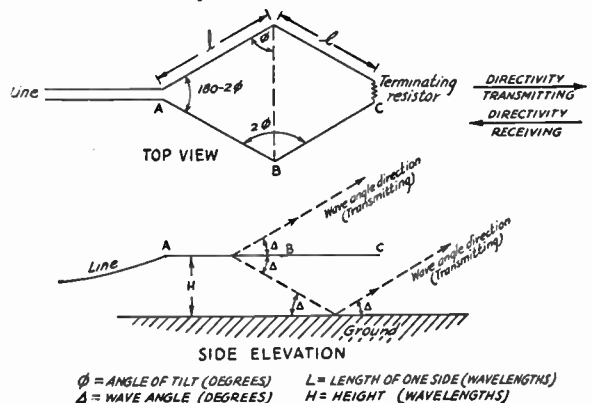 l l
φ
Line
180-2φ
A
2φ
B
C
Terminating
resistor
DIRECTIVITY
TRANSMITTING
DIRECTIVITY
RECEIVING
TOP VIEW
Wave angle direction
(Transmitting)
Wave angle direction
(Transmitting)
A B C
Δ
Δ
Line
H
Δ Δ
Ground
SIDE ELEVATION
φ = ANGLE OF TILT (DEGREES) L = LENGTH OF ONE SIDE (WAVELENGTHS)
Δ = WAVE ANGLE (DEGREES) H = HEIGHT (WAVELENGTHS)